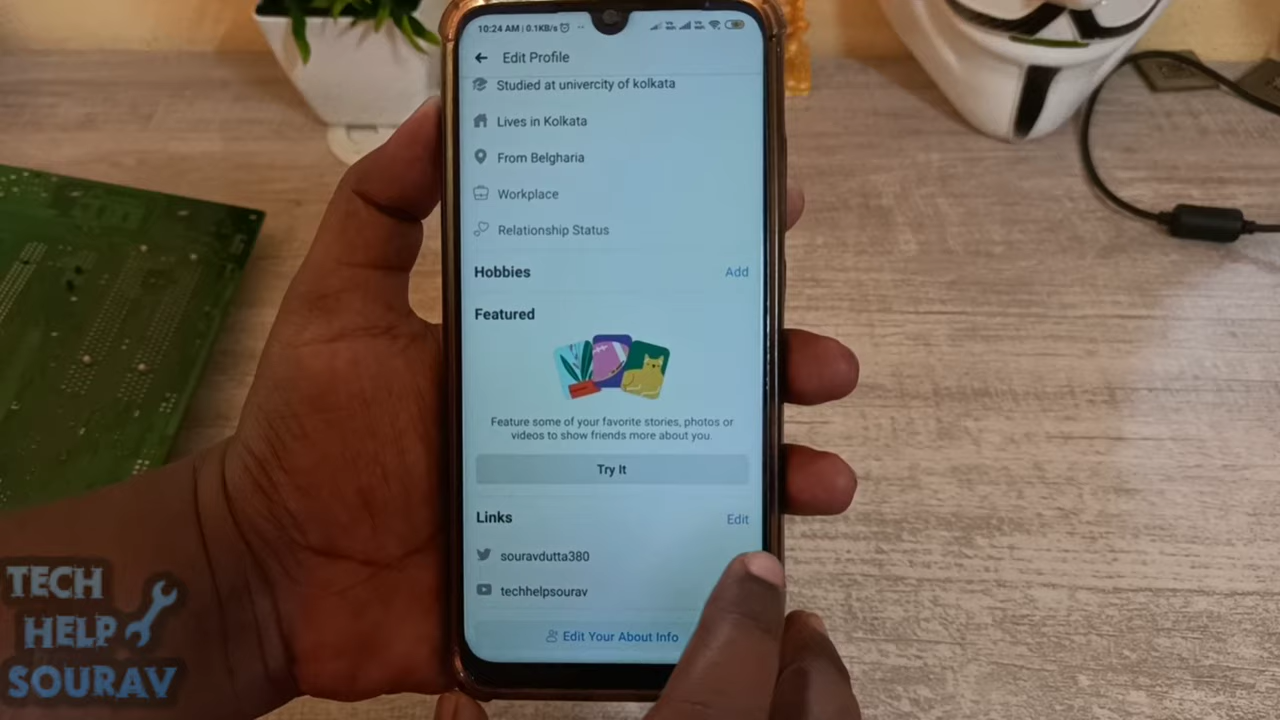 10:24 AM | 0.1KB/s
Edit Profile
Studied at univercity of kolkata
Lives in Kolkata
From Belgharia
Workplace
Relationship Status
Hobbies
Add
Featured
Feature some of your favorite stories, photos or
videos to show friends more about you.
Try It
Links
Edit
souravdutta380
techhelpsourav
Edit Your About Info
TECH
HELP
SOURAV